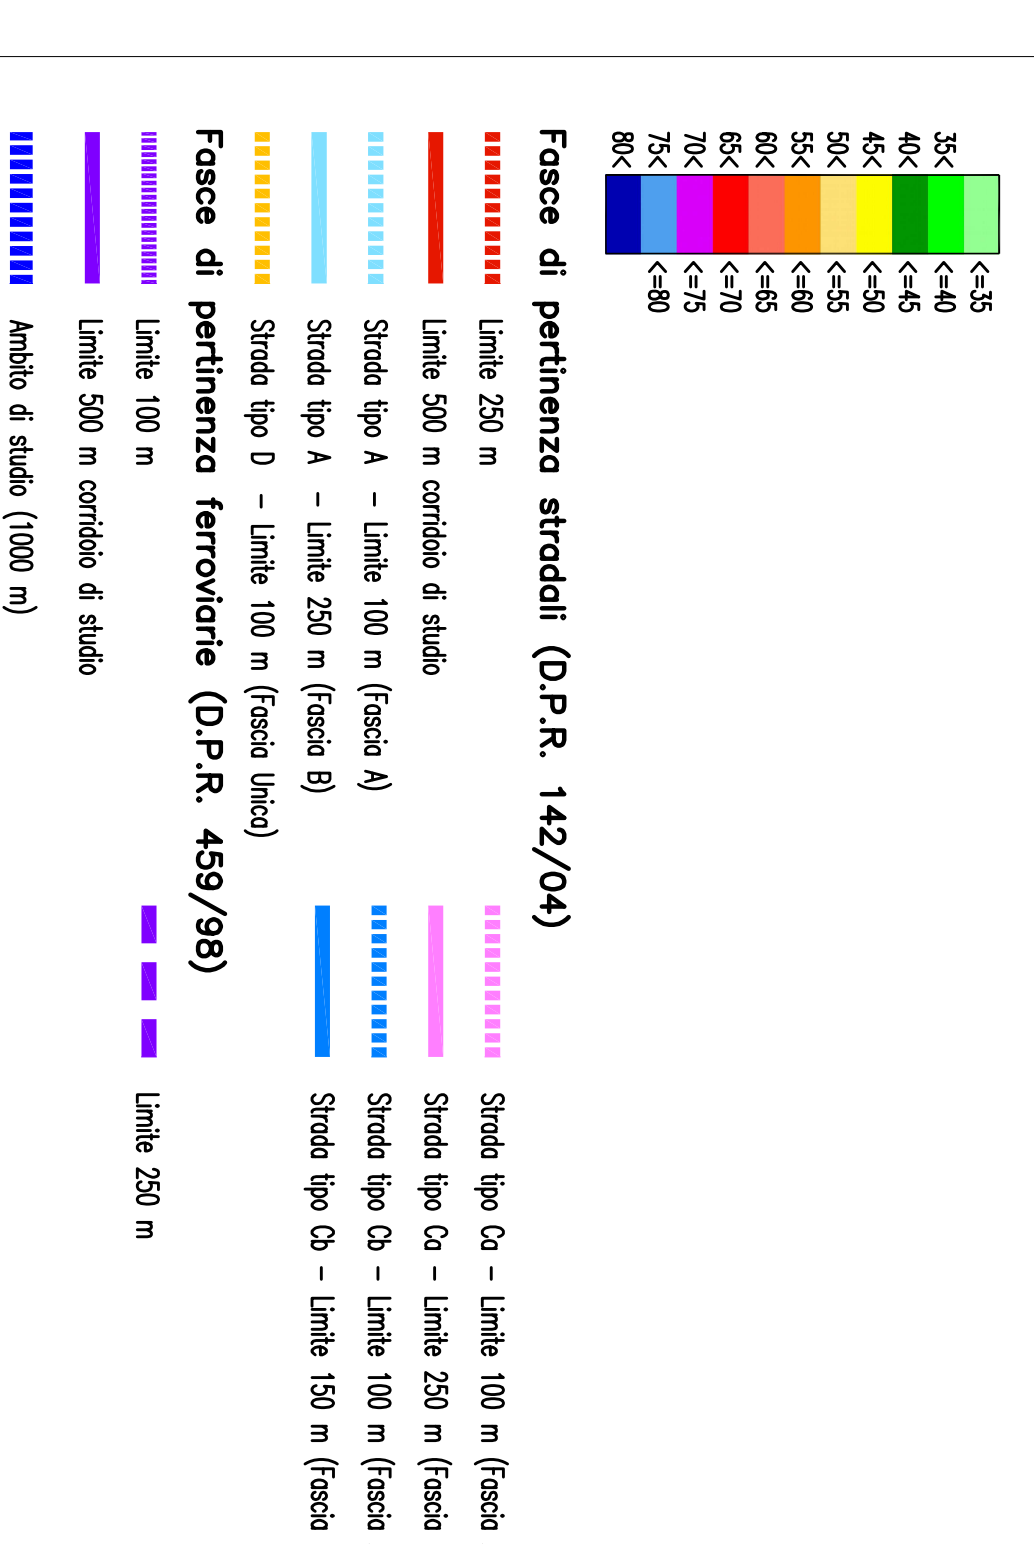 <=35
35< <=40
40< <=45
45< <=50
50< <=55
55< <=60
60< <=65
65< <=70
70< <=75
75< <=80
80<
Fasce di pertinenza stradali (D.P.R. 142/04)
Limite 250 m
Strada tipo Ca – Limite 100 m (Fascia
Limite 500 m corridoio di studio
Strada tipo Ca – Limite 250 m (Fascia
Strada tipo A – Limite 100 m (Fascia A)
Strada tipo Cb – Limite 100 m (Fascia
Strada tipo A – Limite 250 m (Fascia B)
Strada tipo Cb – Limite 150 m (Fascia
Strada tipo D – Limite 100 m (Fascia Unica)
Fasce di pertinenza ferroviarie (D.P.R. 459/98)
Limite 100 m
Limite 250 m
Limite 500 m corridoio di studio
Ambito di studio (1000 m)